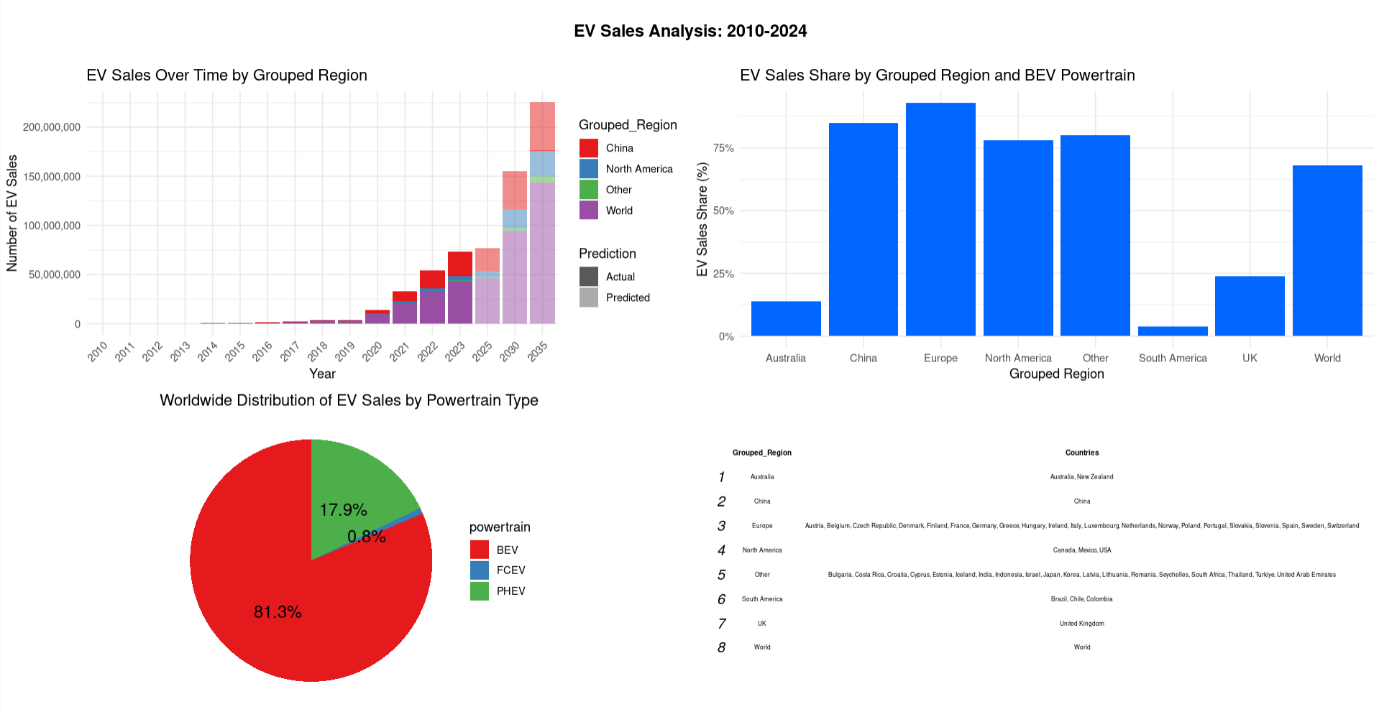 EV Sales Analysis: 2010-2024
EV Sales Over Time by Grouped Region
Number of EV Sales
200,000,000
150,000,000
100,000,000
50,000,000
0
2010 2011 2012 2013 2014 2015 2016 2017 2018 2019 2020 2021 2022 2023 2025 2030 2035
Year
Grouped_Region
China
North America
Other
World
Prediction
Actual
Predicted
EV Sales Share by Grouped Region and BEV Powertrain
EV Sales Share (%)
75%
50%
25%
0%
Australia China Europe North America Other South America UK World
Grouped Region
Worldwide Distribution of EV Sales by Powertrain Type
17.9%
0.8%
81.3%
powertrain
BEV
FCEV
PHEV
Grouped_Region Countries
1 Australia Australia, New Zealand
2 China China
3 Europe Austria, Belgium, Czech Republic, Denmark, Finland, France, Germany, Greece, Hungary, Ireland, Italy, Luxembourg, Netherlands, Norway, Poland, Portugal, Slovakia, Slovenia, Spain, Sweden, Switzerland
4 North America Canada, Mexico, USA
5 Other Bulgaria, Costa Rica, Croatia, Cyprus, Estonia, Iceland, India, Indonesia, Israel, Japan, Korea, Latvia, Lithuania, Romania, Seychelles, South Africa, Thailand, Turkiye, United Arab Emirates
6 South America Brazil, Chile, Colombia
7 UK United Kingdom
8 World World